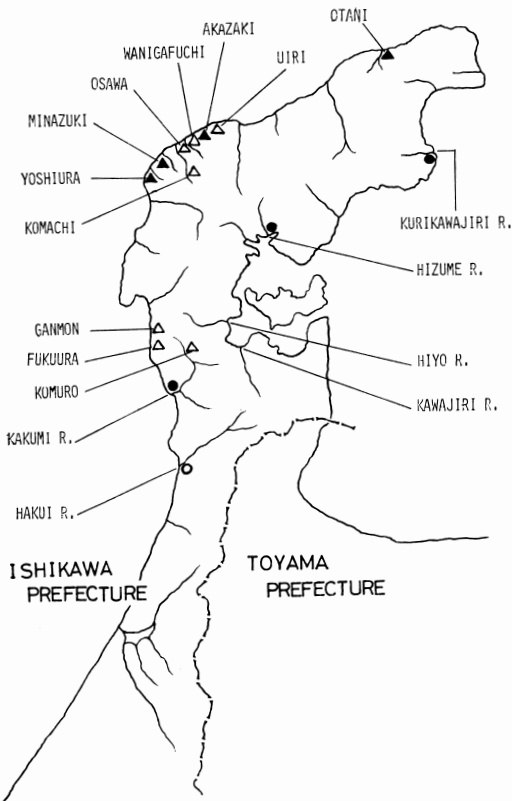 OTANI
AKAZAKI
WANIGAFUCHI
UIRI
OSAWA
MINAZUKI
YOSHIURA
KOMACHI
KURIKAWAJIRI R.
HIZUME R.
GANMON
FUKUURA
HIYO R.
KOMURO
KAWAJIRI R.
KAKUMI R.
HAKUI R.
ISHIKAWA
PREFECTURE
TOYAMA
PREFECTURE